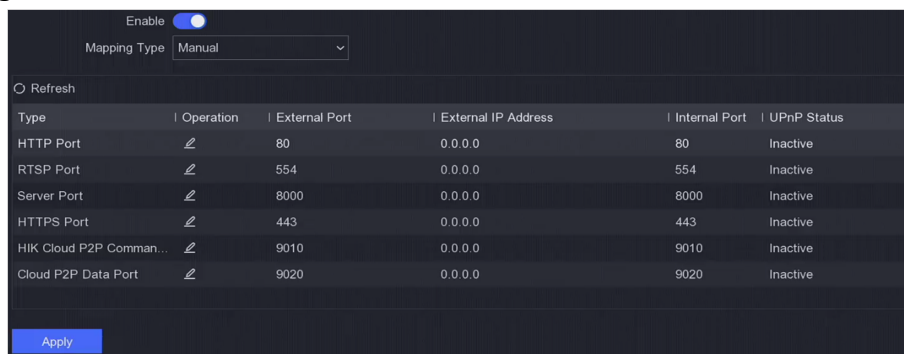 Enable
Mapping Type Manual
Refresh
Type Operation External Port External IP Address Internal Port UPnP Status
HTTP Port 80 0.0.0.0 80 Inactive
RTSP Port 554 0.0.0.0 554 Inactive
Server Port 8000 0.0.0.0 8000 Inactive
HTTPS Port 443 0.0.0.0 443 Inactive
HIK Cloud P2P Comman... 9010 0.0.0.0 9010 Inactive
Cloud P2P Data Port 9020 0.0.0.0 9020 Inactive
Apply